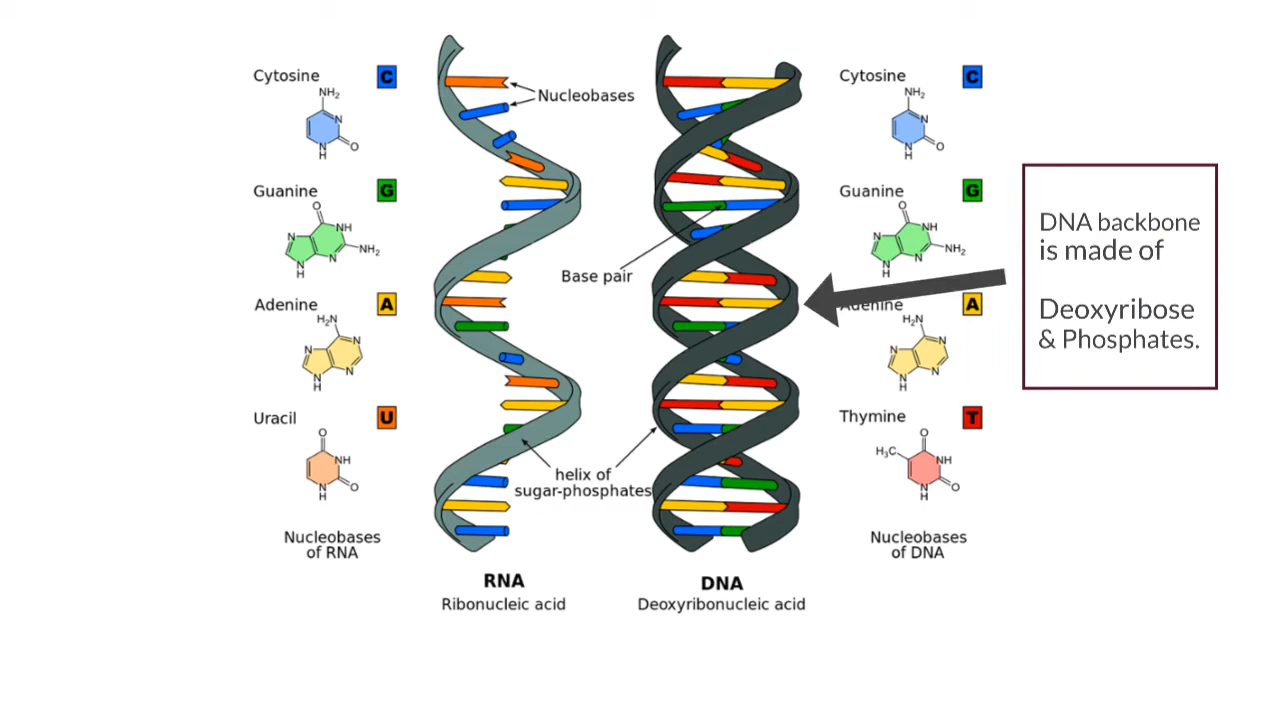 Cytosine
C
NH₂
N
N
H
O
Guanine
G
O
N
NH
N
H
N
NH₂
Adenine
A
H₂N
N
N
N
H
N
Uracil
U
O
NH
N
H
O
Nucleobases
of RNA
Nucleobases
Base pair
helix of
sugar-phosphates
RNA
Ribonucleic acid
DNA
Deoxyribonucleic acid
Cytosine
C
NH₂
N
N
H
O
Guanine
G
O
N
NH
N
H
N
NH₂
Adenine
A
H₂N
N
N
N
H
N
Thymine
T
O
H₃C
NH
N
H
O
Nucleobases
of DNA
DNA backbone
is made of
Deoxyribose
& Phosphates.